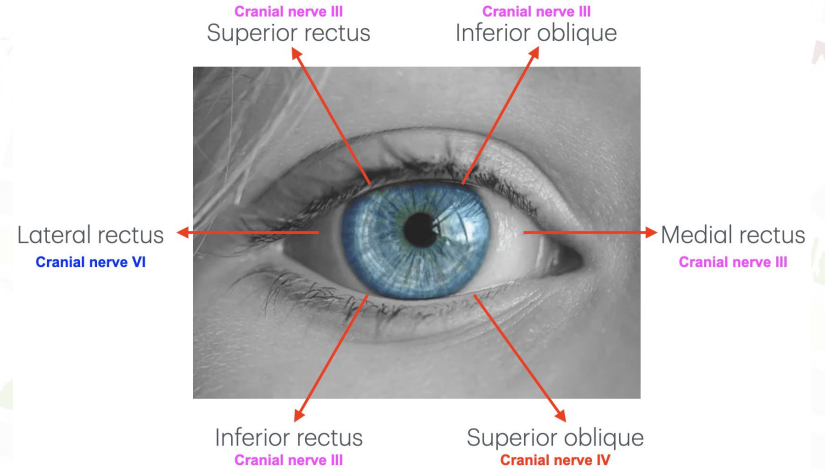 Cranial nerve III
Superior rectus
Cranial nerve III
Inferior oblique
Lateral rectus
Cranial nerve VI
Medial rectus
Cranial nerve III
Inferior rectus
Cranial nerve III
Superior oblique
Cranial nerve IV